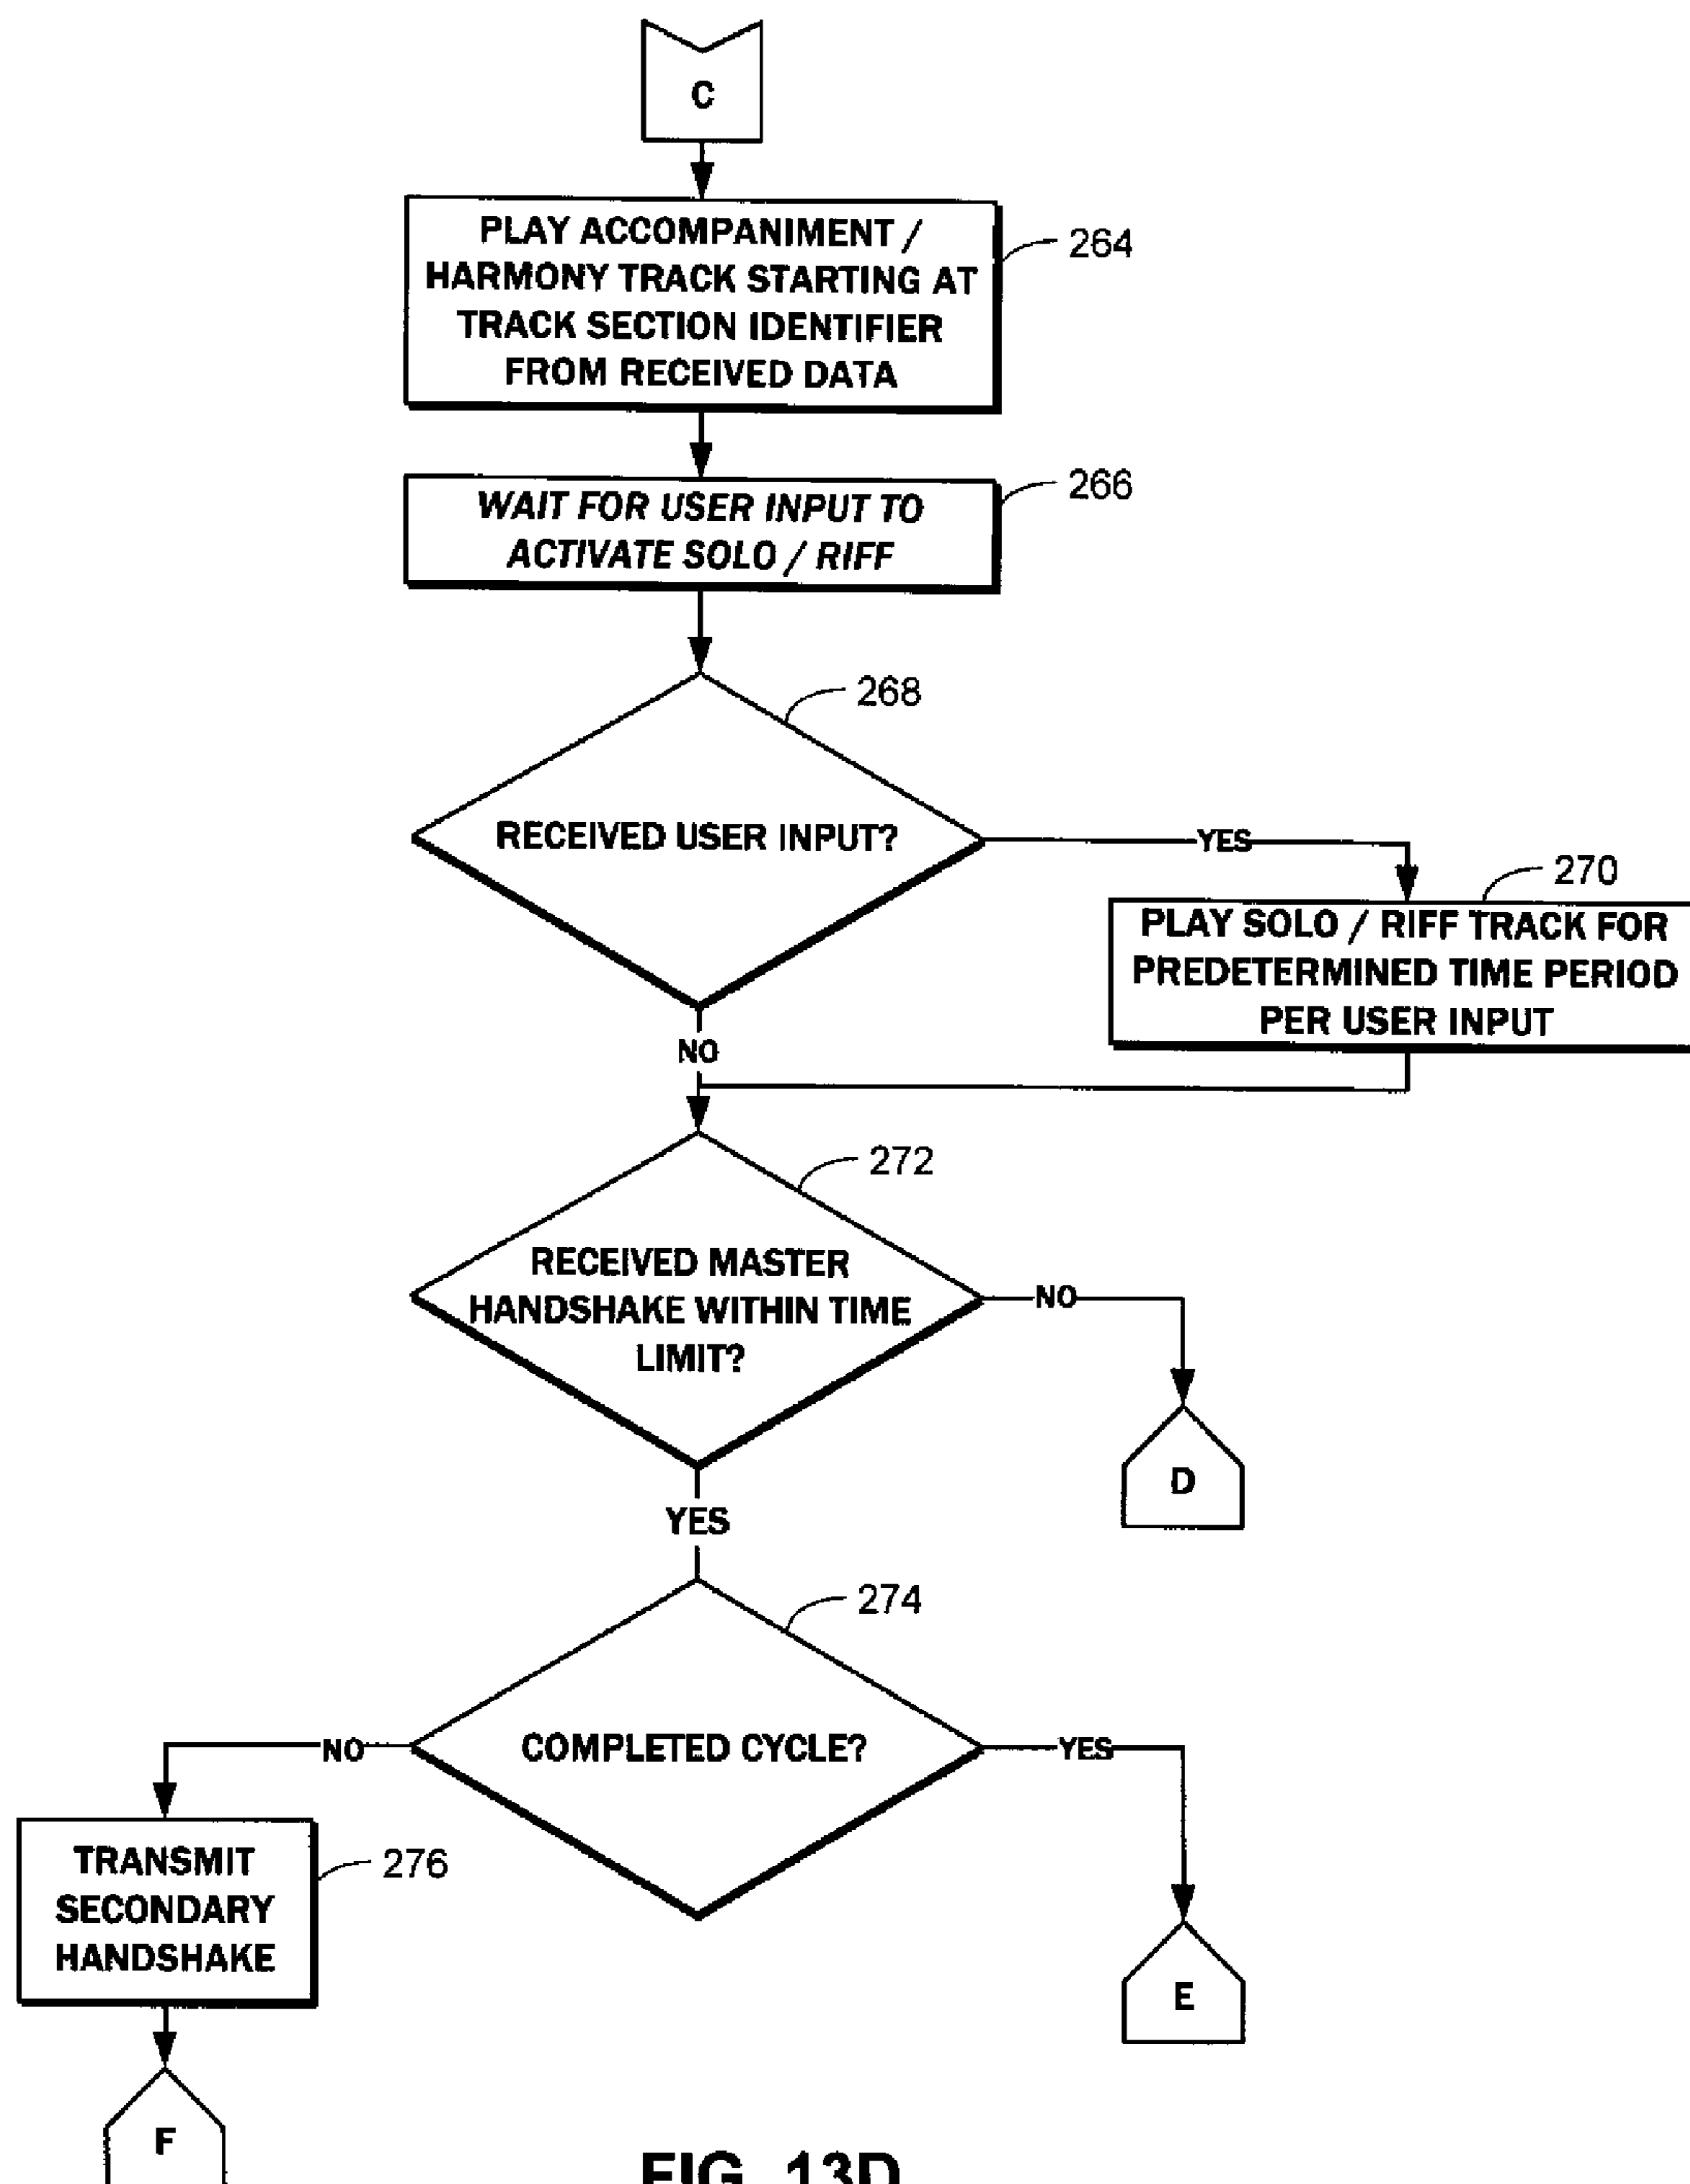 C
PLAY ACCOMPANIMENT /
HARMONY TRACK STARTING AT
TRACK SECTION IDENTIFIER
FROM RECEIVED DATA
264
WAIT FOR USER INPUT TO
ACTIVATE SOLO / RIFF
266
268
RECEIVED USER INPUT?
YES
270
PLAY SOLO / RIFF TRACK FOR
PREDETERMINED TIME PERIOD
PER USER INPUT
NO
272
RECEIVED MASTER
HANDSHAKE WITHIN TIME
LIMIT?
NO
D
YES
274
COMPLETED CYCLE?
NO
YES
TRANSMIT
SECONDARY
HANDSHAKE
276
E
F
FIG. 13D